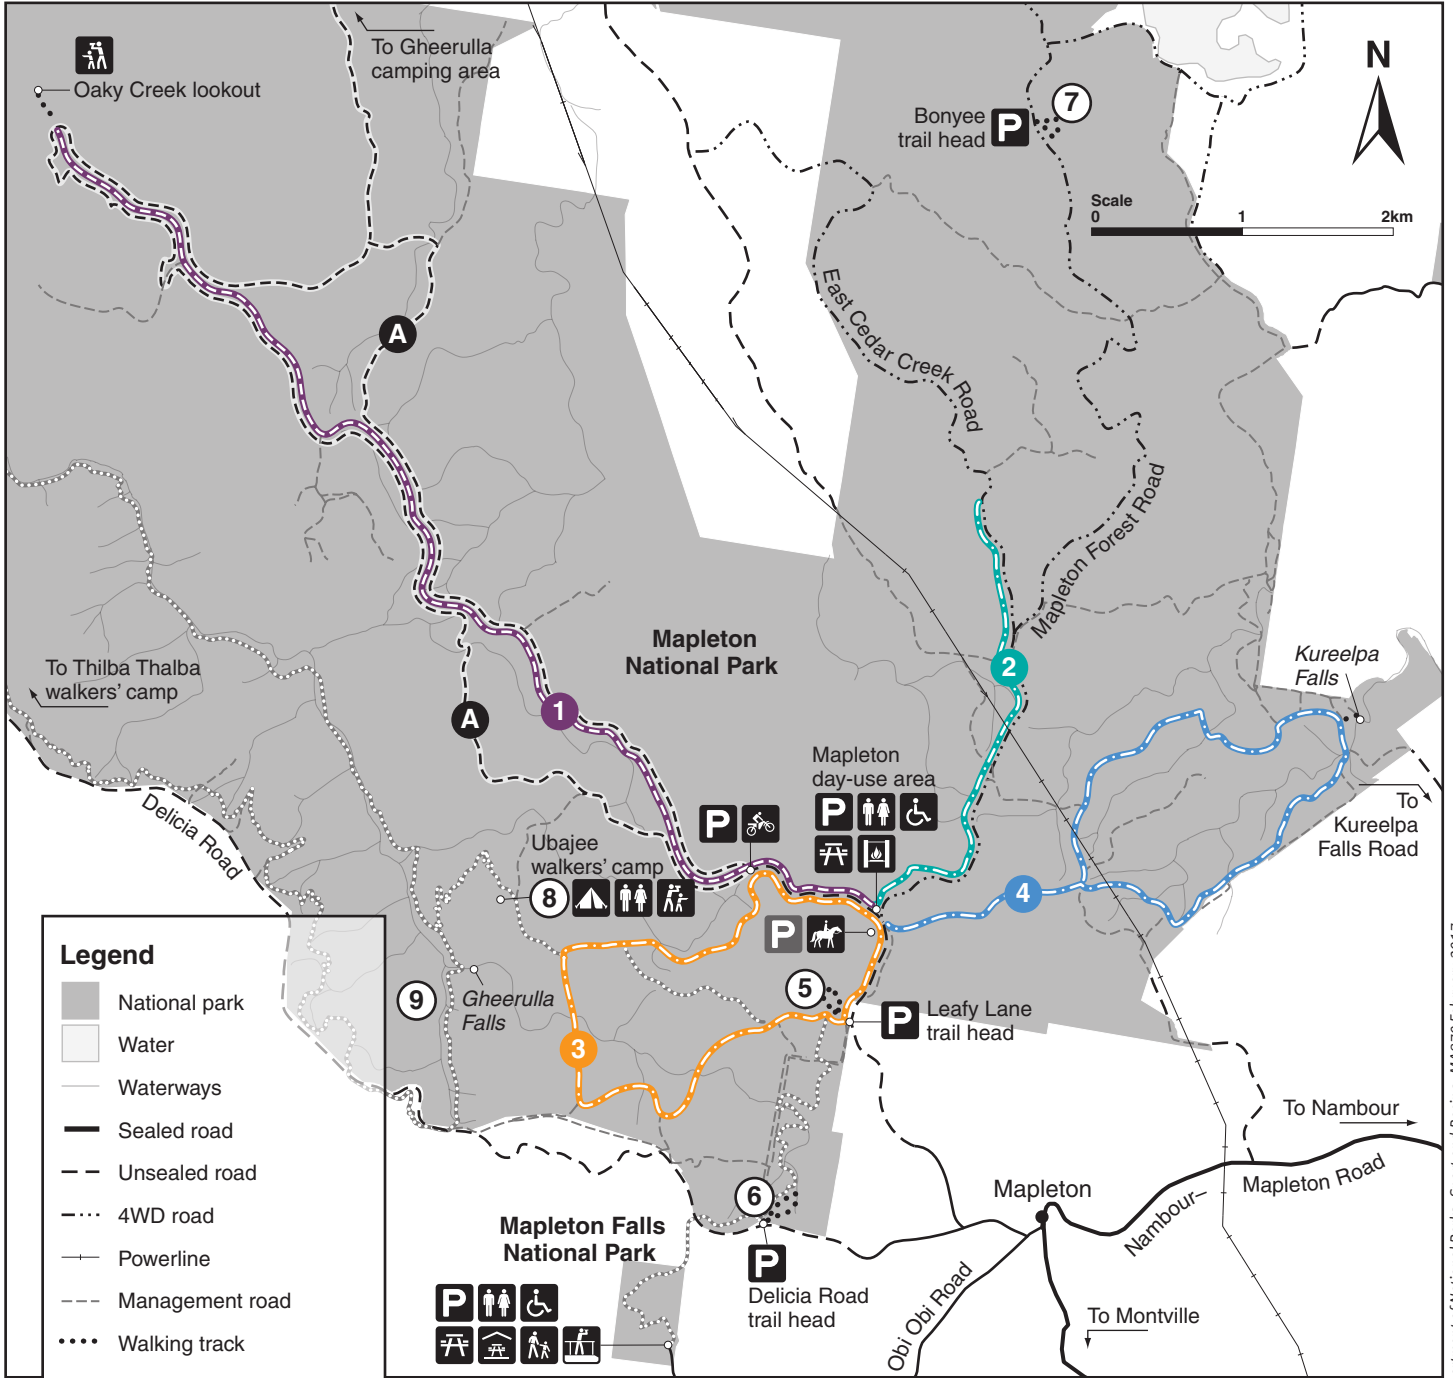 To Gheerulla
camping area
Oaky Creek lookout
Bonyee
trail head
P
7
N
Scale
0 1 2km
A
East Cedar Creek Road
Mapleton Forest Road
Mapleton
National Park
2
Kureelpa
Falls
To Thilba Thalba
walkers' camp
A
1
Delicia Road
Mapleton
day-use area
P
P
To
Kureelpa
Falls Road
Ubajee
walkers' camp
8
4
P
5
9
Gheerulla
Falls
3
P
Leafy Lane
trail head
Legend
National park
Water
Waterways
Sealed road
Unsealed road
4WD road
Powerline
Management road
Walking track
To Nambour
Mapleton
Nambour–
Mapleton Road
6
Mapleton Falls
National Park
P
Delicia Road
trail head
P
Obi Obi Road
To Montville